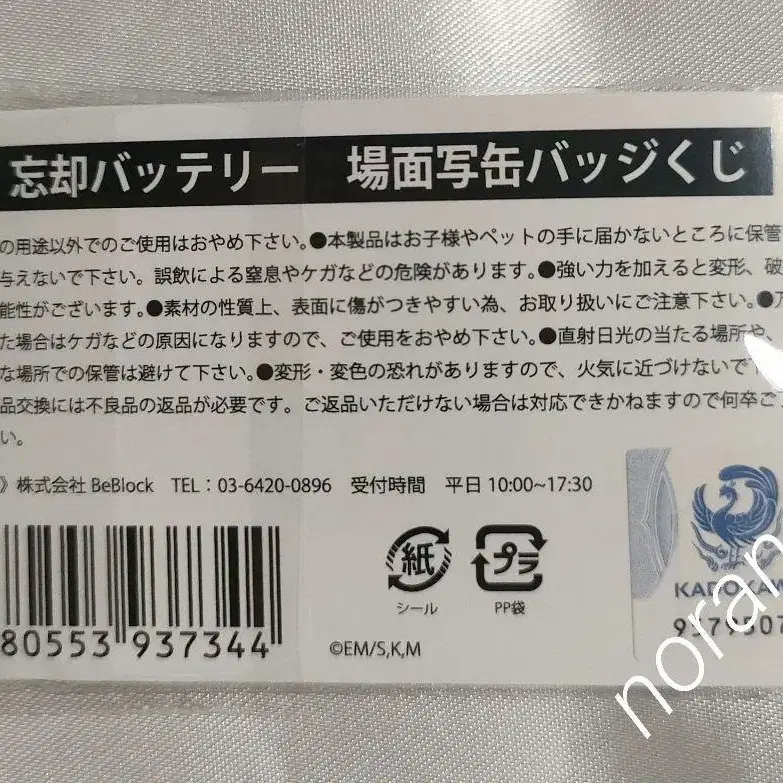 忘却バッテリー 場面写缶バッジくじ
の用途以外でのご使用はおやめ下さい。●本製品はお子様やペットの手に届かないところに保管
与えないで下さい。誤飲による窒息やケガなどの危険があります。●強い力を加えると変形、破
能性がございます。●素材の性質上、表面に傷がつきやすい為、お取り扱いにご注意下さい。●
た場合はケガなどの原因になりますので、ご使用をおやめ下さい。●直射日光の当たる場所や、
な場所での保管は避けて下さい。●変形・変色の恐れがありますので、火気に近づけないで下
品交換には不良品の返品が必要です。ご返品いただけない場合は対応できかねますので何卒ご
い。
》株式会社 BeBlock TEL：03-6420-0896 受付時間 平日 10:00~17:30
紙
シール
プラ
PP袋
KADOKAW
9379507
80553 937344
©EM/S,K,M
noran